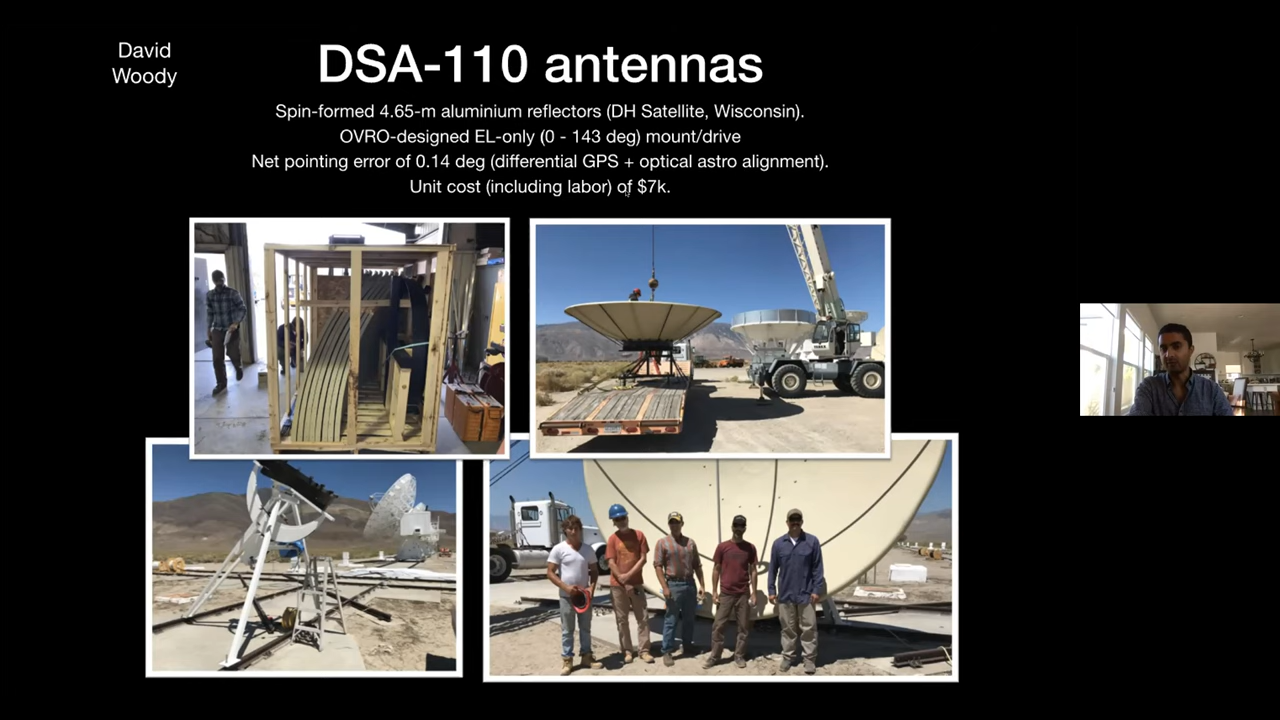 David
Woody
DSA-110 antennas
Spin-formed 4.65-m aluminium reflectors (DH Satellite, Wisconsin).
OVRO-designed EL-only (0 - 143 deg) mount/drive
Net pointing error of 0.14 deg (differential GPS + optical astro alignment).
Unit cost (including labor) of $7k.